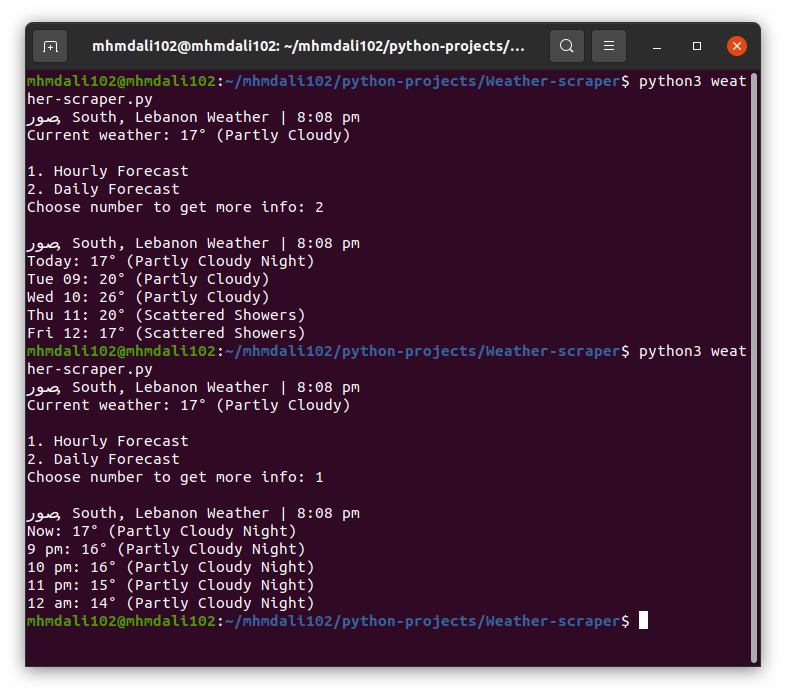 mhmdali102@mhmdali102: ~/mhmdali102/python-projects/...
mhmdali102@mhmdali102:~/mhmdali102/python-projects/Weather-scraper$ python3 weat
her-scraper.py
صور, South, Lebanon Weather | 8:08 pm
Current weather: 17° (Partly Cloudy)
1. Hourly Forecast
2. Daily Forecast
Choose number to get more info: 2
صور, South, Lebanon Weather | 8:08 pm
Today: 17° (Partly Cloudy Night)
Tue 09: 20° (Partly Cloudy)
Wed 10: 26° (Partly Cloudy)
Thu 11: 20° (Scattered Showers)
Fri 12: 17° (Scattered Showers)
mhmdali102@mhmdali102:~/mhmdali102/python-projects/Weather-scraper$ python3 weat
her-scraper.py
صور, South, Lebanon Weather | 8:08 pm
Current weather: 17° (Partly Cloudy)
1. Hourly Forecast
2. Daily Forecast
Choose number to get more info: 1
صور, South, Lebanon Weather | 8:08 pm
Now: 17° (Partly Cloudy Night)
9 pm: 16° (Partly Cloudy Night)
10 pm: 16° (Partly Cloudy Night)
11 pm: 15° (Partly Cloudy Night)
12 am: 14° (Partly Cloudy Night)
mhmdali102@mhmdali102:~/mhmdali102/python-projects/Weather-scraper$